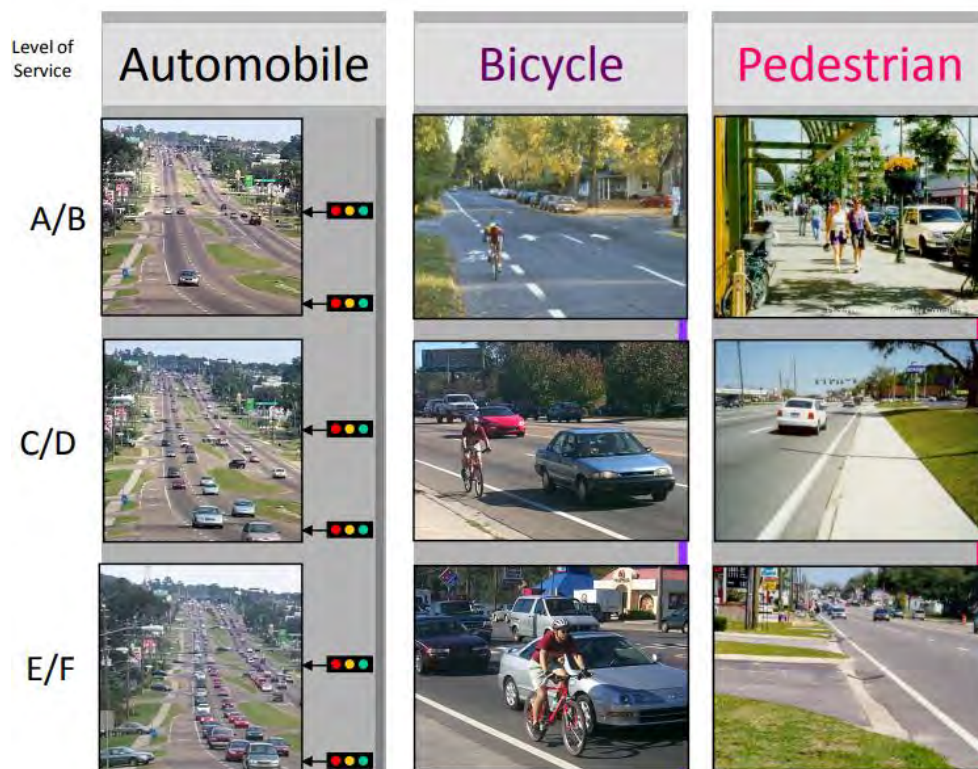 Level of
Service
Automobile
Bicycle
Pedestrian
A/B
C/D
E/F